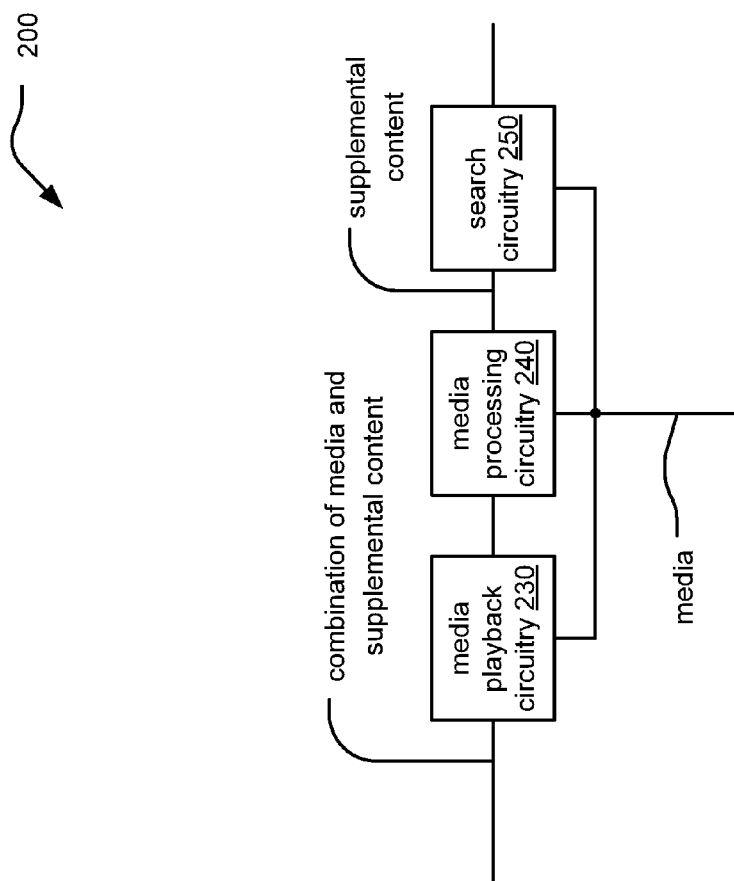 200
combination of media and
supplemental content
supplemental
content
media
playback
circuitry 230
media
processing
circuitry 240
search
circuitry 250
media